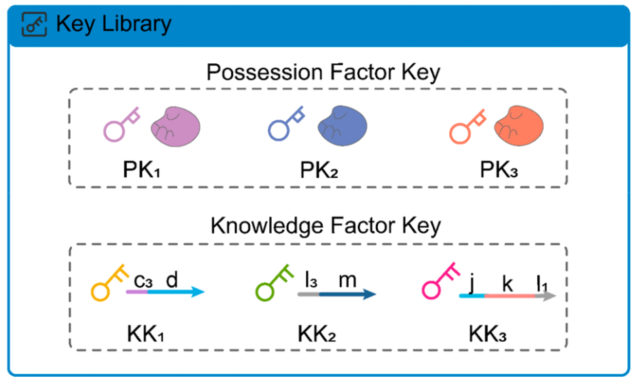 Key Library
Possession Factor Key
PK₁ PK₂ PK₃
Knowledge Factor Key
c₃ d l₃ m j k l₁
KK₁ KK₂ KK₃